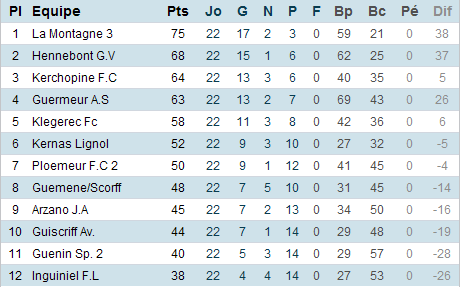 Pl Equipe Pts Jo G N P F Bp Bc Pé Dif
1 La Montagne 3 75 22 17 2 3 0 59 21 0 38
2 Hennebont G.V 68 22 15 1 6 0 62 25 0 37
3 Kerchopine F.C 64 22 13 3 6 0 40 35 0 5
4 Guermeur A.S 63 22 13 2 7 0 69 43 0 26
5 Klegerec Fc 58 22 11 3 8 0 42 36 0 6
6 Kernas Lignol 52 22 9 3 10 0 27 32 0 -5
7 Ploemeur F.C 2 50 22 9 1 12 0 41 45 0 -4
8 Guemene/Scorff 48 22 7 5 10 0 31 45 0 -14
9 Arzano J.A 45 22 7 2 13 0 34 50 0 -16
10 Guiscriff Av. 44 22 7 1 14 0 29 48 0 -19
11 Guenin Sp. 2 40 22 5 3 14 0 29 57 0 -28
12 Inguiniel F.L 38 22 4 4 14 0 27 53 0 -26